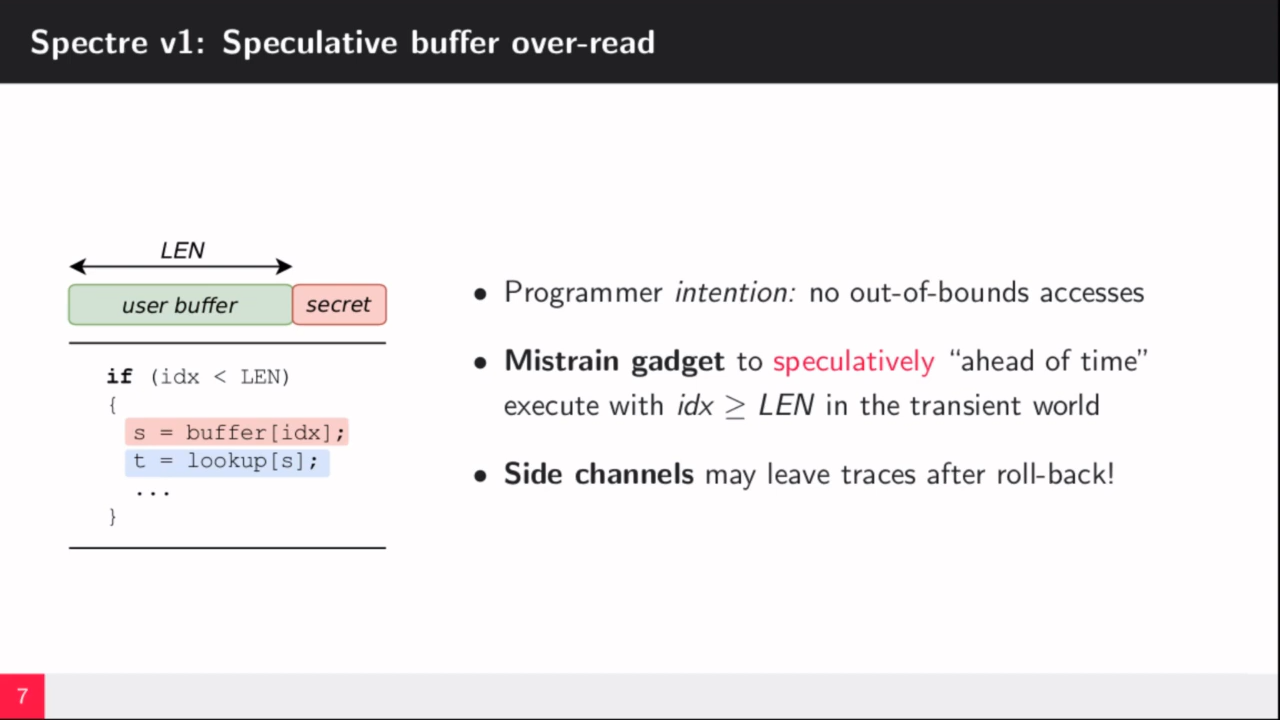 Spectre v1: Speculative buffer over-read
LEN
user buffer
secret
if (idx < LEN)
{
s = buffer[idx];
t = lookup[s];
...
}
• Programmer intention: no out-of-bounds accesses
• Mistrain gadget to speculatively “ahead of time”
execute with idx ≥ LEN in the transient world
• Side channels may leave traces after roll-back!
7